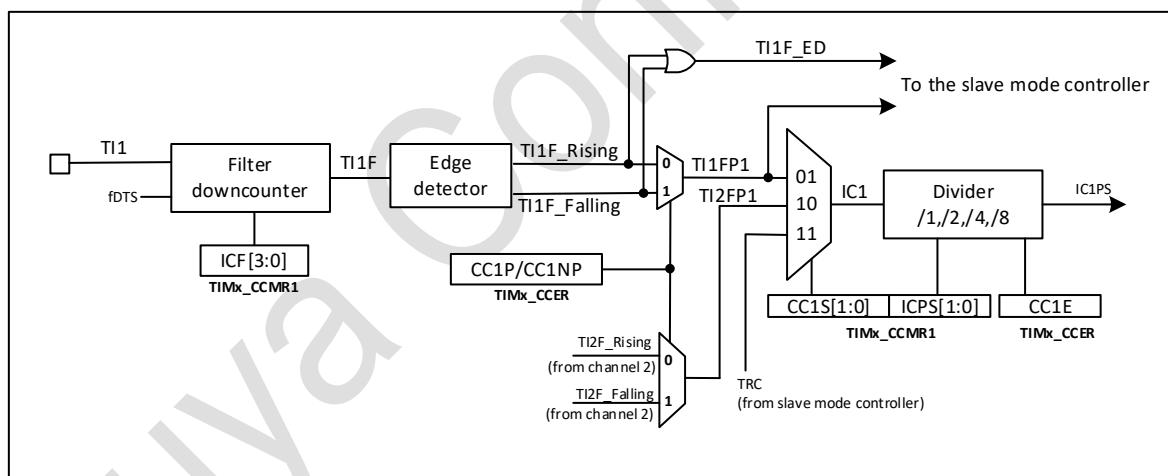 TI1F_ED
To the slave mode controller
TI1
Filter
downcounter
fDTS
TI1F
Edge
detector
TI1F_Rising
TI1F_Falling
0
1
TI1FP1
TI2FP1
01
10
11
IC1
Divider
/1,/2,/4,/8
IC1PS
ICF[3:0]
TIMx_CCMR1
CC1P/CC1NP
TIMx_CCER
CC1S[1:0]
ICPS[1:0]
TIMx_CCMR1
CC1E
TIMx_CCER
TI2F_Rising
(from channel 2)
0
TI2F_Falling
(from channel 2)
1
TRC
(from slave mode controller)